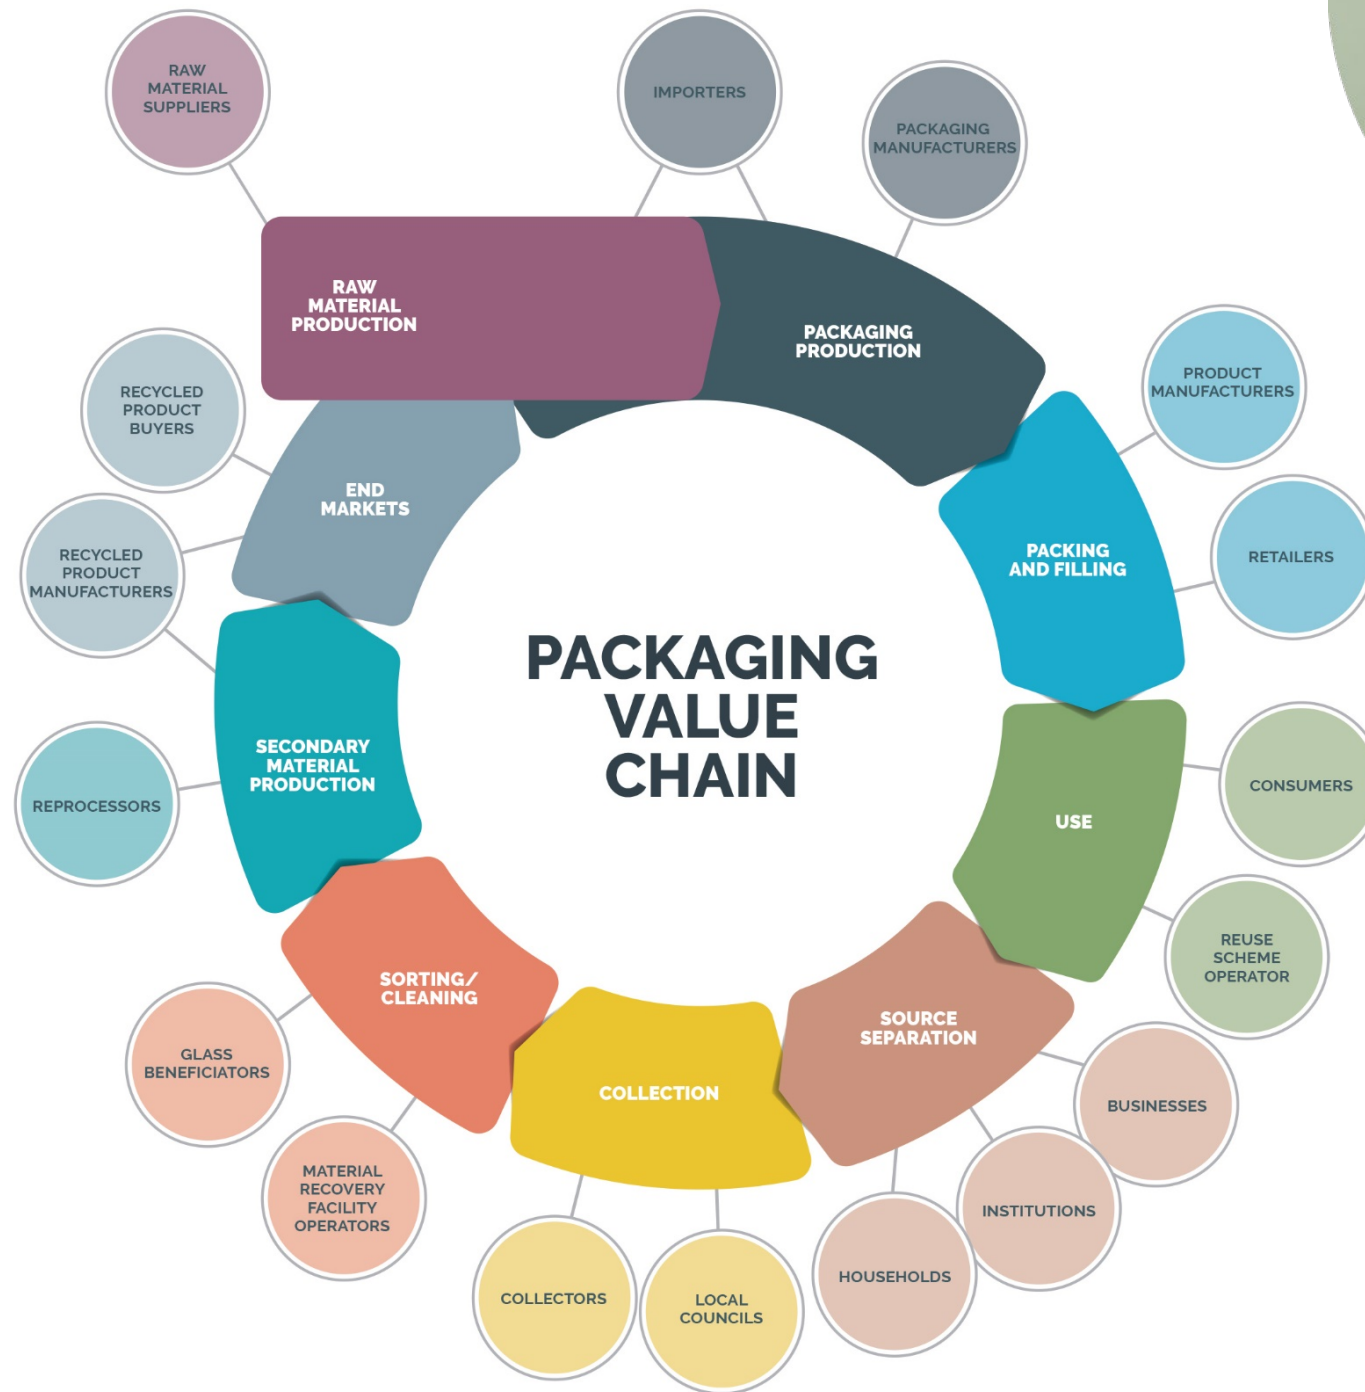 RAW
MATERIAL
SUPPLIERS
IMPORTERS
PACKAGING
MANUFACTURERS
RAW
MATERIAL
PRODUCTION
PACKAGING
PRODUCTION
PRODUCT
MANUFACTURERS
RECYCLED
PRODUCT
BUYERS
END
MARKETS
PACKING
AND FILLING
RETAILERS
RECYCLED
PRODUCT
MANUFACTURERS
PACKAGING
VALUE
CHAIN
SECONDARY
MATERIAL
PRODUCTION
CONSUMERS
REPROCESSORS
USE
REUSE
SCHEME
OPERATOR
SORTING/
CLEANING
SOURCE
SEPARATION
GLASS
BENEFICIATORS
COLLECTION
BUSINESSES
MATERIAL
RECOVERY
FACILITY
OPERATORS
INSTITUTIONS
HOUSEHOLDS
COLLECTORS
LOCAL
COUNCILS